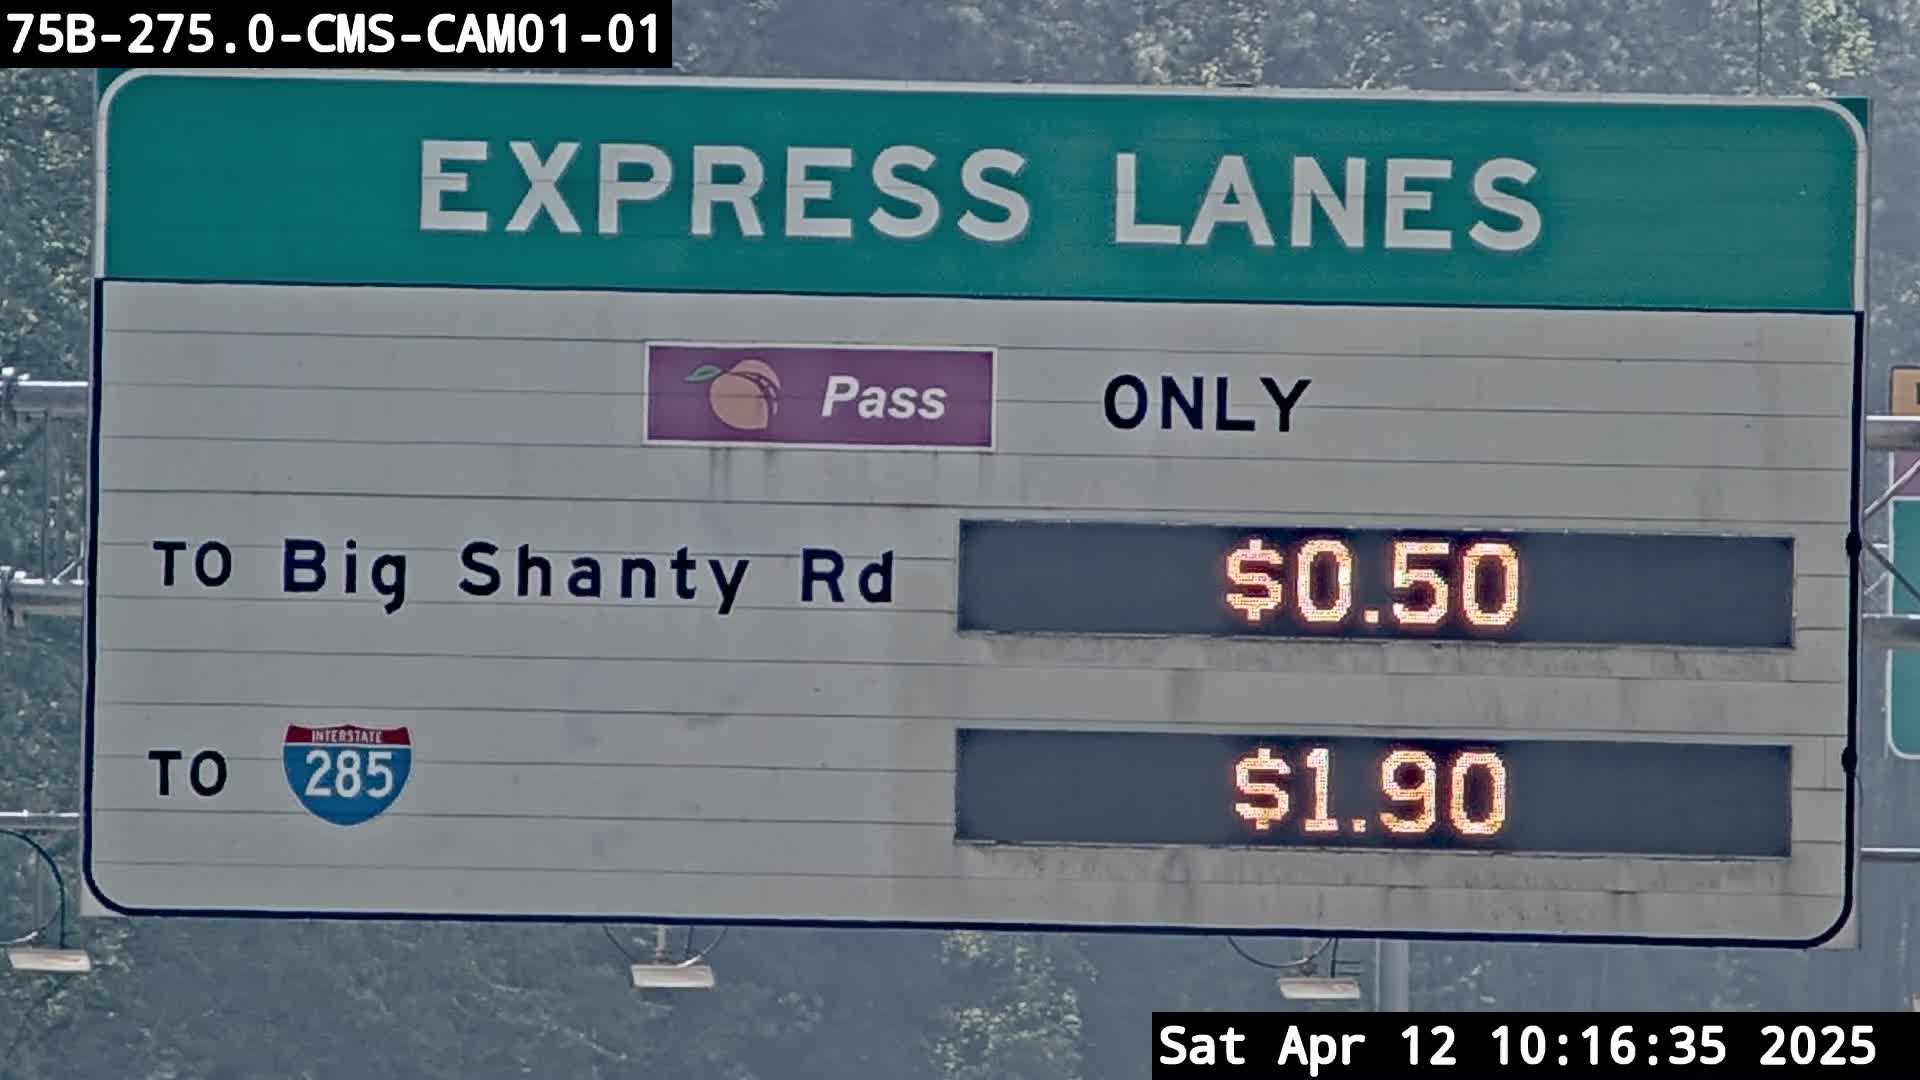 75B-275.0-CMS-CAM01-01
EXPRESS LANES
Pass ONLY
TO Big Shanty Rd $0.50
INTERSTATE
TO 285 $1.90
Sat Apr 12 10:16:35 2025